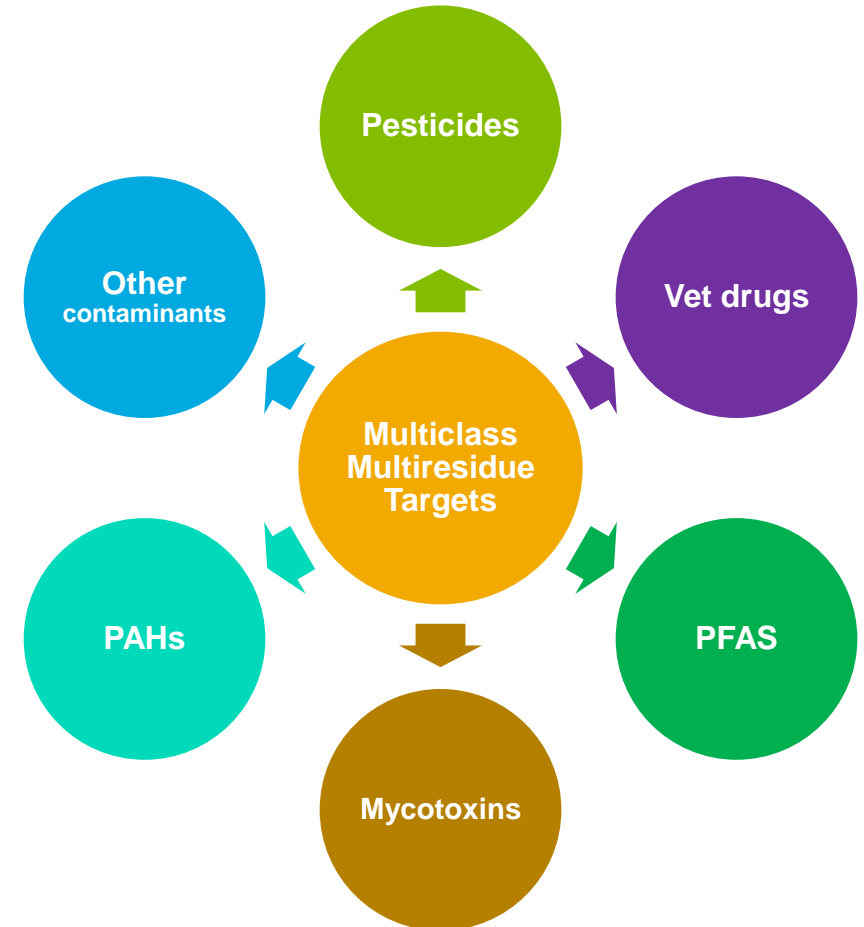 Pesticides
Other
contaminants
Vet drugs
Multiclass
Multiresidue
Targets
PAHs
PFAS
Mycotoxins